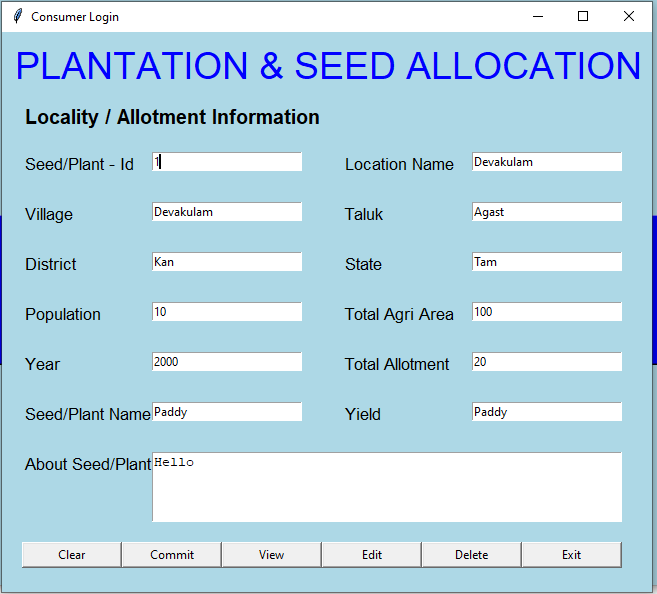 Consumer Login
PLANTATION & SEED ALLOCATION
Locality / Allotment Information
Seed/Plant - Id 1 Location Name Devakulam
Village Devakulam Taluk Agast
District Kan State Tam
Population 10 Total Agri Area 100
Year 2000 Total Allotment 20
Seed/Plant Name Paddy Yield Paddy
About Seed/Plant Hello
Clear Commit View Edit Delete Exit